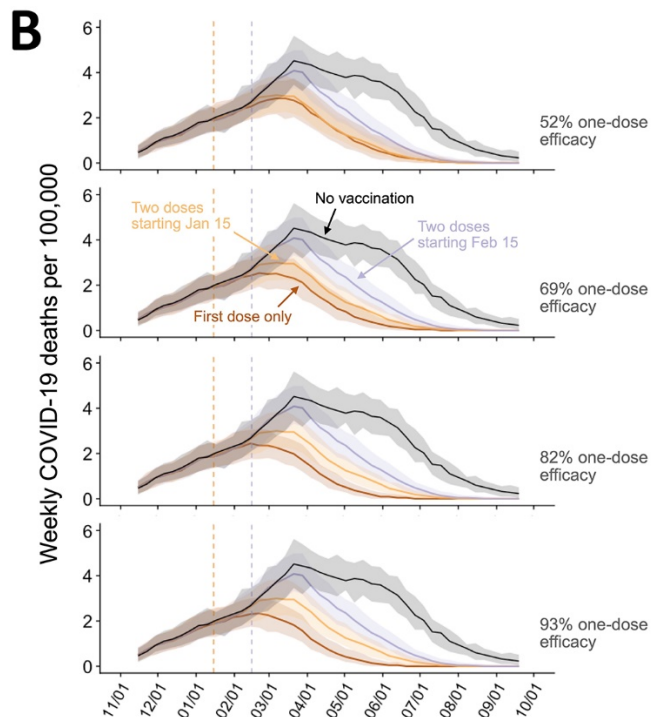 B
Weekly COVID-19 deaths per 100,000
6
4
2
0
52% one-dose
efficacy
6
4
2
0
Two doses
starting Jan 15
No vaccination
Two doses
starting Feb 15
First dose only
69% one-dose
efficacy
6
4
2
0
82% one-dose
efficacy
6
4
2
0
93% one-dose
efficacy
11/01
12/01
01/01
02/01
03/01
04/01
05/01
06/01
07/01
08/01
09/01
10/01